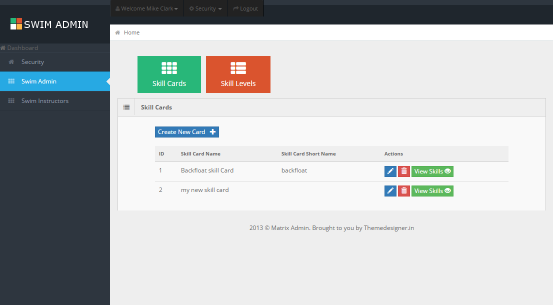 SWIM ADMIN
Welcome Mike Clark
Security
Logout
Dashboard
Security
Swim Admin
Swim Instructors
Home
Skill Cards
Skill Levels
Skill Cards
Create New Card
ID Skill Card Name Skill Card Short Name Actions
1 Backfloat skill Card backfloat View Skills
2 my new skill card View Skills
2013 © Matrix Admin. Brought to you by Themedesigner.in